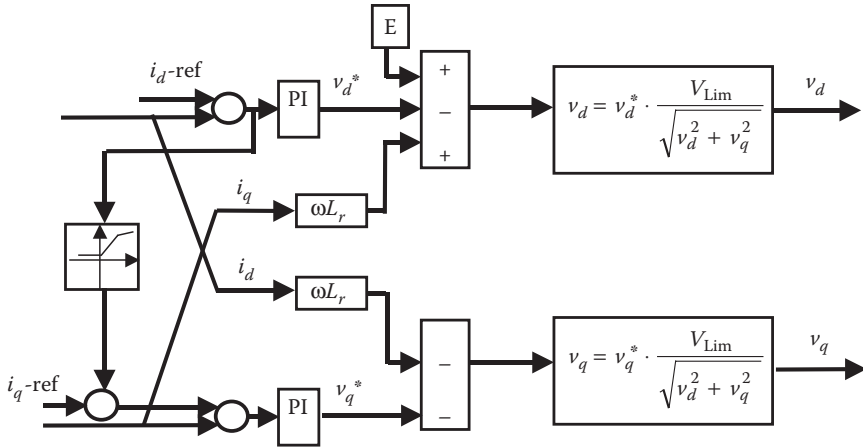 E
i_d-ref
PI
v_d*
+
−
+
v_d = v_d* · V_Lim / √(v_d² + v_q²)
v_d
i_q
ωL_r
i_d
ωL_r
i_q-ref
PI
v_q*
−
−
v_q = v_q* · V_Lim / √(v_d² + v_q²)
v_q